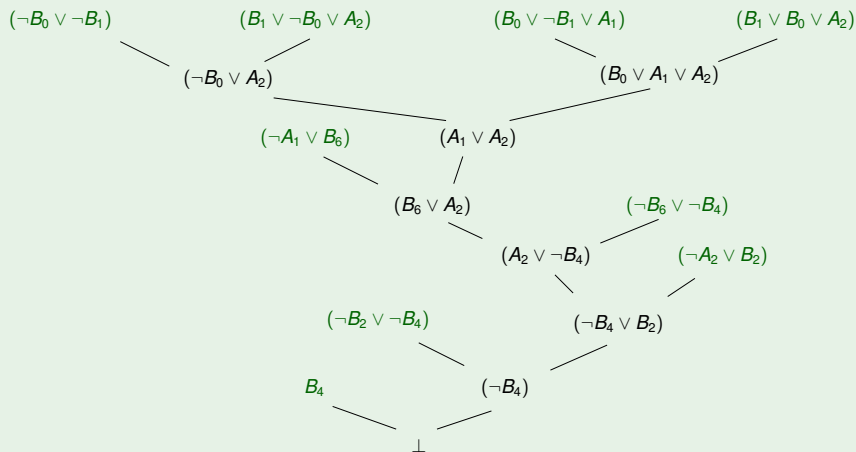 (¬B₀ ∨ ¬B₁) (B₁ ∨ ¬B₀ ∨ A₂) (B₀ ∨ ¬B₁ ∨ A₁) (B₁ ∨ B₀ ∨ A₂)
(¬B₀ ∨ A₂) (B₀ ∨ A₁ ∨ A₂)
(¬A₁ ∨ B₆) (A₁ ∨ A₂)
(B₆ ∨ A₂) (¬B₆ ∨ ¬B₄)
(A₂ ∨ ¬B₄) (¬A₂ ∨ B₂)
(¬B₂ ∨ ¬B₄) (¬B₄ ∨ B₂)
B₄ (¬B₄)
⊥